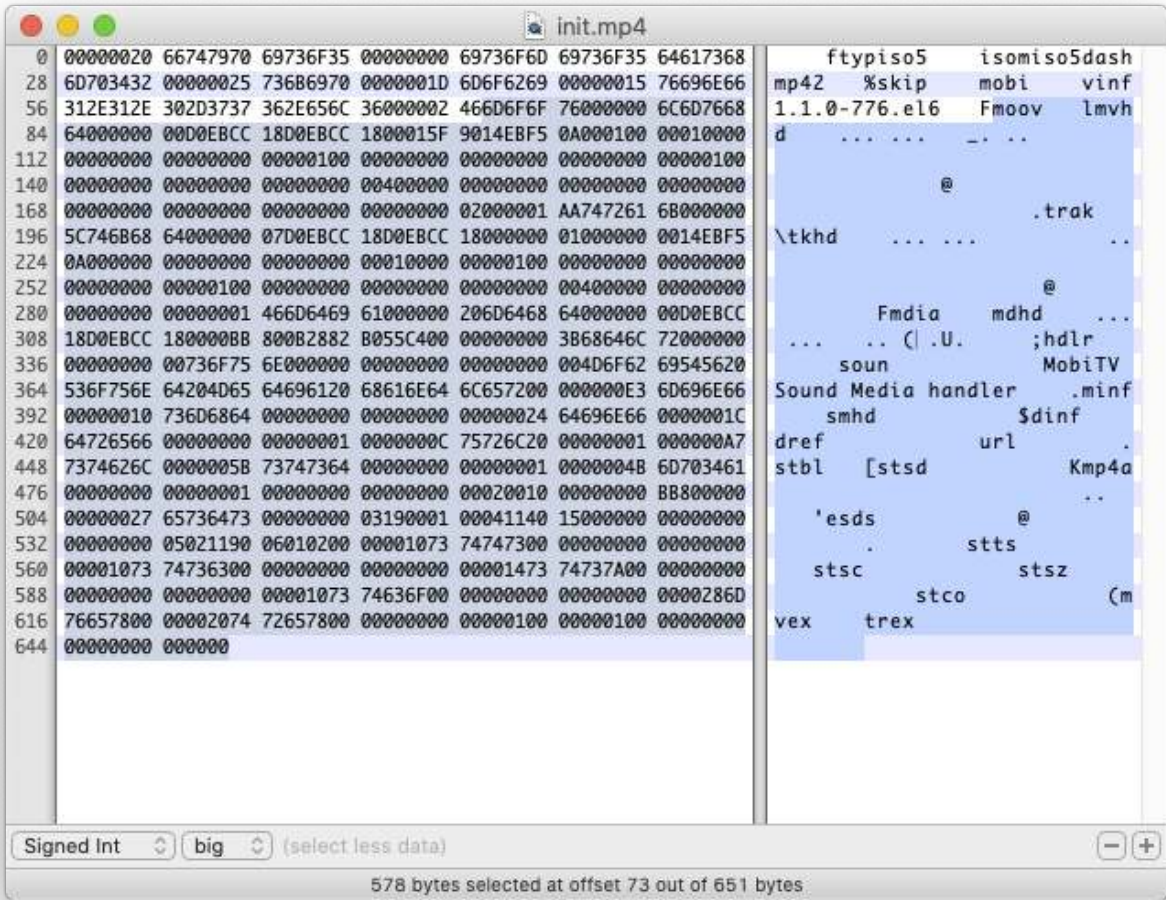 init.mp4
0 00000020 66747970 69736F35 00000000 69736F6D 69736F35 64617368 ftypiso5 isomiso5dash
28 6D703432 00000025 736B6970 0000001D 6D6F6269 00000015 76696E66 mp42 %skip mobi vinf
56 312E312E 302D3737 362E656C 36000002 466D6F6F 76000000 6C6D7668 1.1.0-776.el6 Fmoov lmvh
84 64000000 00D0EBCC 18D0EBCC 1800015F 9014EBF5 0A000100 00010000 d ... ... _. ..
112 00000000 00000000 00000100 00000000 00000000 00000000 00000100
140 00000000 00000000 00000000 00400000 00000000 00000000 00000000 @
168 00000000 00000000 00000000 00000000 02000001 AA747261 6B000000 .trak
196 5C746B68 64000000 07D0EBCC 18D0EBCC 18000000 01000000 0014EBF5 \tkhd ... ... ..
224 0A000000 00000000 00000000 00010000 00000100 00000000 00000000
252 00000000 00000100 00000000 00000000 00000000 00400000 00000000 @
280 00000000 00000001 466D6469 61000000 206D6468 64000000 00D0EBCC Fmdia mdhd ...
308 18D0EBCC 180000BB 800B2882 B055C400 00000000 3B68646C 72000000 ... .. ( .U. ;hdlr
336 00000000 00736F75 6E000000 00000000 00000000 004D6F62 69545620 soun MobiTV
364 536F756E 64204D65 64696120 68616E64 6C657200 000000E3 6D696E66 Sound Media handler .minf
392 00000010 736D6864 00000000 00000000 00000024 64696E66 0000001C smhd $dinf
420 64726566 00000000 00000001 0000000C 75726C20 00000001 000000A7 dref url .
448 7374626C 0000005B 73747364 00000000 00000001 0000004B 6D703461 stbl [stsd Kmp4a
476 00000000 00000001 00000000 00000000 00020010 00000000 BB800000 ..
504 00000027 65736473 00000000 03190001 00041140 15000000 00000000 'esds @
532 00000000 05021190 06010200 00001073 74747300 00000000 00000000 . stts
560 00001073 74736300 00000000 00000000 00001473 74737A00 00000000 stsc stsz
588 00000000 00000000 00001073 74636F00 00000000 00000000 0000286D stco (m
616 76657800 00002074 72657800 00000000 00000100 00000100 00000000 vex trex
644 00000000 000000
Signed Int big (select less data)
578 bytes selected at offset 73 out of 651 bytes